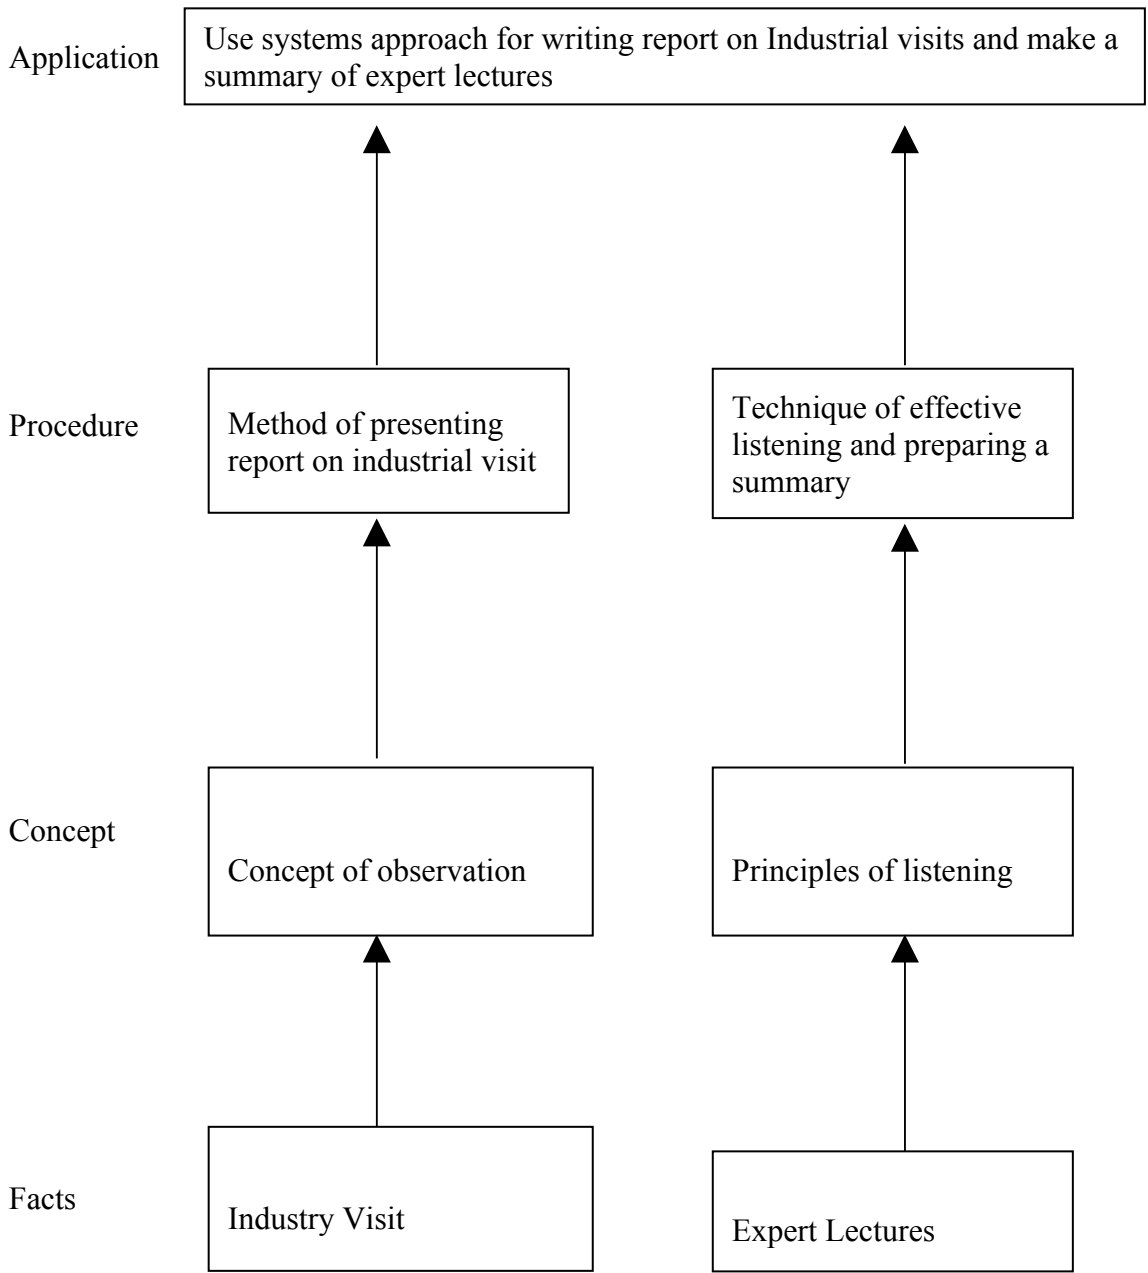 Application
Use systems approach for writing report on Industrial visits and make a
summary of expert lectures
Procedure
Method of presenting
report on industrial visit
Technique of effective
listening and preparing a
summary
Concept
Concept of observation
Principles of listening
Facts
Industry Visit
Expert Lectures